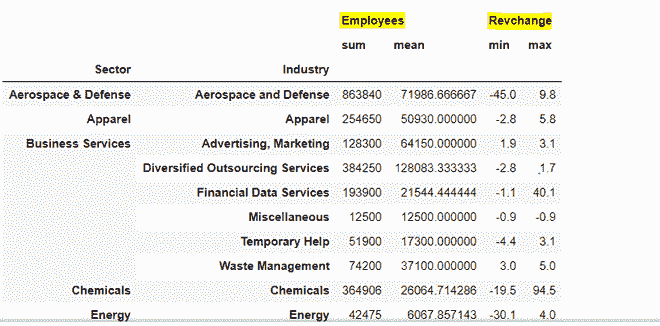 Employees Revchange
sum mean min max
Sector Industry
Aerospace & Defense Aerospace and Defense 863840 71986.666667 -45.0 9.8
Apparel Apparel 254650 50930.000000 -2.8 5.8
Business Services Advertising, Marketing 128300 64150.000000 1.9 3.1
Diversified Outsourcing Services 384250 128083.333333 -2.8 1.7
Financial Data Services 193900 21544.444444 -1.1 40.1
Miscellaneous 12500 12500.000000 -0.9 -0.9
Temporary Help 51900 17300.000000 -4.4 3.1
Waste Management 74200 37100.000000 3.0 5.0
Chemicals Chemicals 364906 26064.714286 -19.5 94.5
Energy Energy 42475 6067.857143 -30.1 4.0